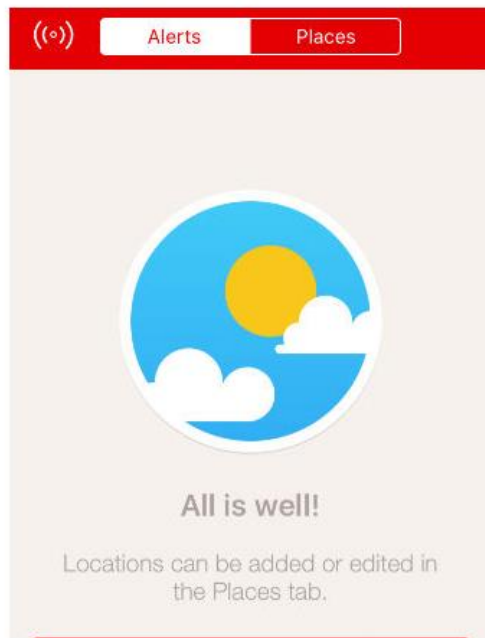 Alerts Places
All is well!
Locations can be added or edited in
the Places tab.